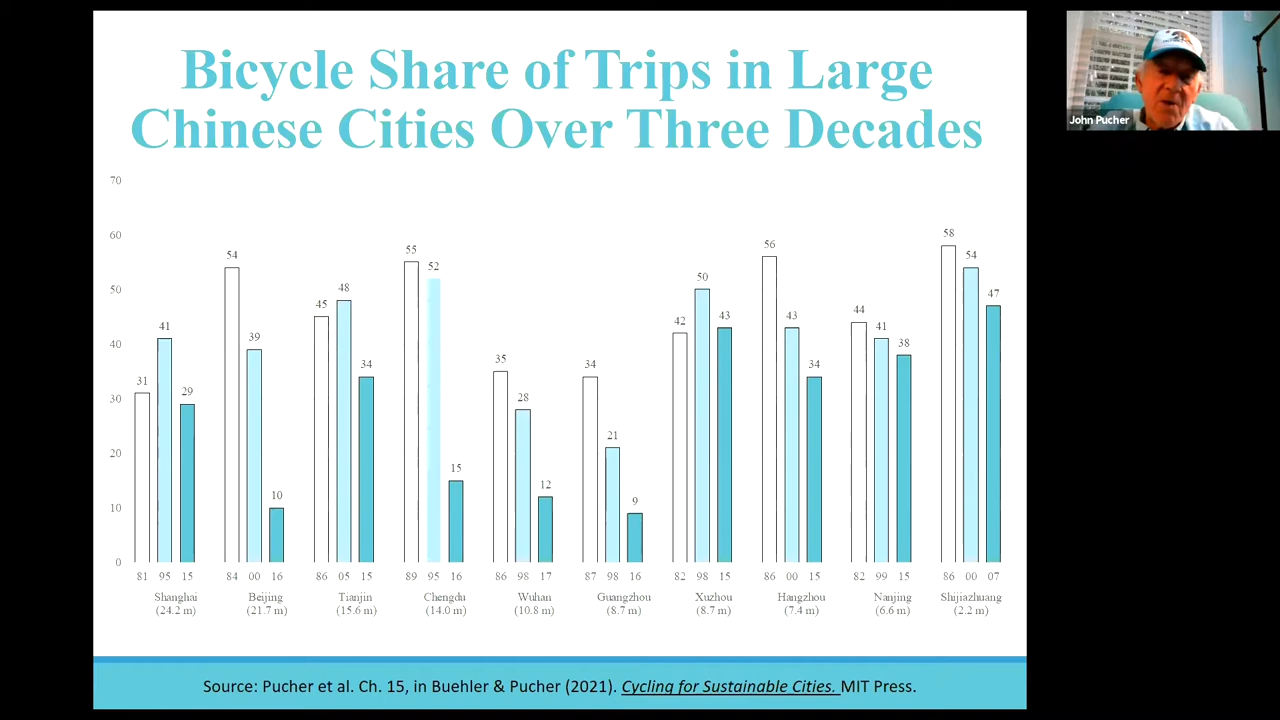 Bicycle Share of Trips in Large
Chinese Cities Over Three Decades
John Pucher
70
60
50
40
30
20
10
0
31 41 29
54 39 10
45 48 34
55 52 15
35 28 12
34 21 9
42 50 43
56 43 34
44 41 38
58 54 47
81 95 15 84 00 16 86 05 15 89 95 16 86 98 17 87 98 16 82 98 15 86 00 15 82 99 15 86 00 07
Shanghai Beijing Tianjin Chengdu Wuhan Guangzhou Xuzhou Hangzhou Nanjing Shijiazhuang
(24.2 m) (21.7 m) (15.6 m) (14.0 m) (10.8 m) (8.7 m) (8.7 m) (7.4 m) (6.6 m) (2.2 m)
Source: Pucher et al. Ch. 15, in Buehler & Pucher (2021). Cycling for Sustainable Cities. MIT Press.